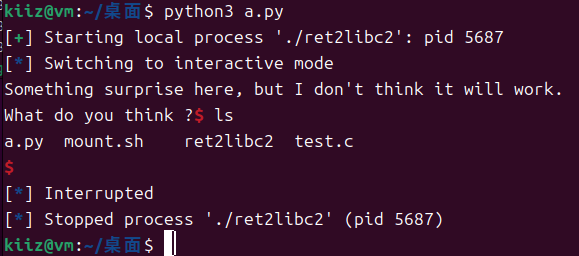 kiiz@vm:~/桌面$ python3 a.py
[+] Starting local process './ret2libc2': pid 5687
[*] Switching to interactive mode
Something surprise here, but I don't think it will work.
What do you think ?$ ls
a.py  mount.sh    ret2libc2  test.c
$
[*] Interrupted
[*] Stopped process './ret2libc2' (pid 5687)
kiiz@vm:~/桌面$